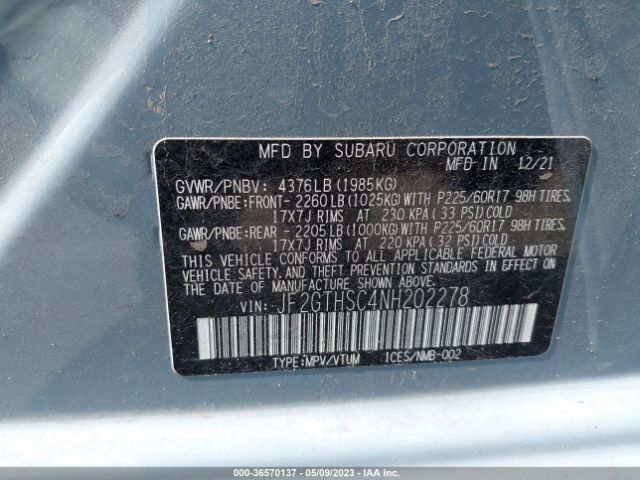 MFD BY SUBARU CORPORATION
MFD IN 12/21
GVWR/PNBV: 4376LB (1985KG)
GAWR/PNBE:FRONT- 2260LB (1025KG) WITH P225/60R17 98H TIRES.
17X7J RIMS AT 230 KPA (33 PSI) COLD
GAWR/PNBE:REAR - 2205LB (1000KG) WITH P225/60R17 98H TIRES.
17X7J RIMS AT 220 KPA (32 PSI) COLD
THIS VEHICLE CONFORMS TO ALL APPLICABLE FEDERAL MOTOR
VEHICLE SAFETY, AND THEFT PREVENTION STANDARDS IN EFFECT
ON THE DATE OF MANUFACTURE SHOWN ABOVE.
VIN: JF2GTHSC4NH202278
TYPE:MPV/VTUM ICES/NMB-002
000-36570137 - 05/09/2023 - IAA Inc.